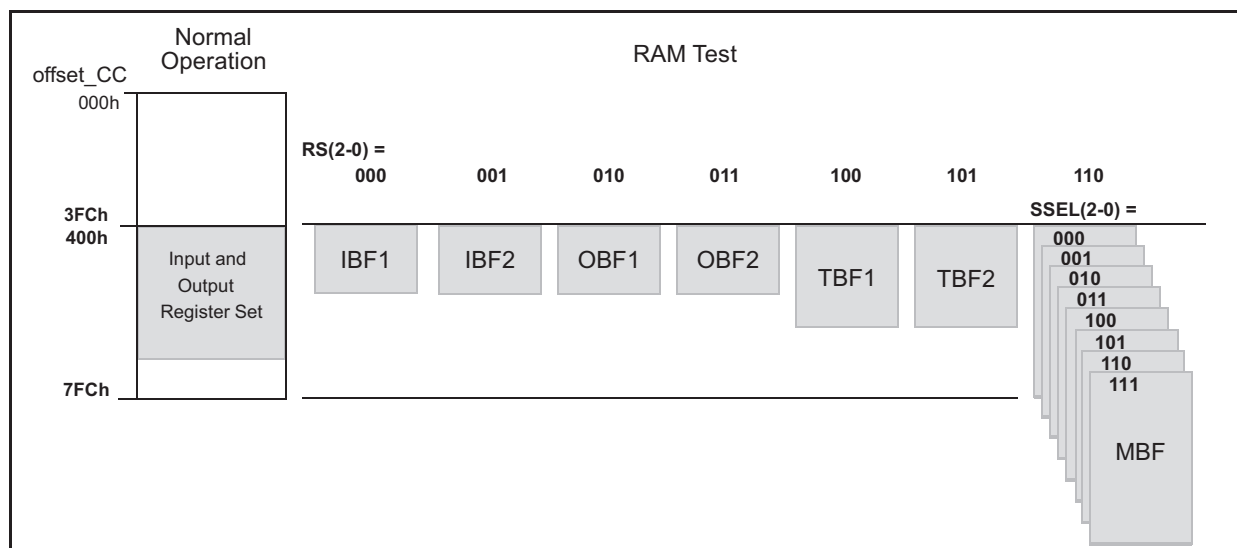 Normal
Operation
RAM Test
offset_CC
000h
RS(2-0) =
000 001 010 011 100 101 110
3FCh
SSEL(2-0) =
400h
Input and
Output
Register Set
IBF1 IBF2 OBF1 OBF2 TBF1 TBF2
000
001
010
011
100
101
110
111
7FCh
MBF